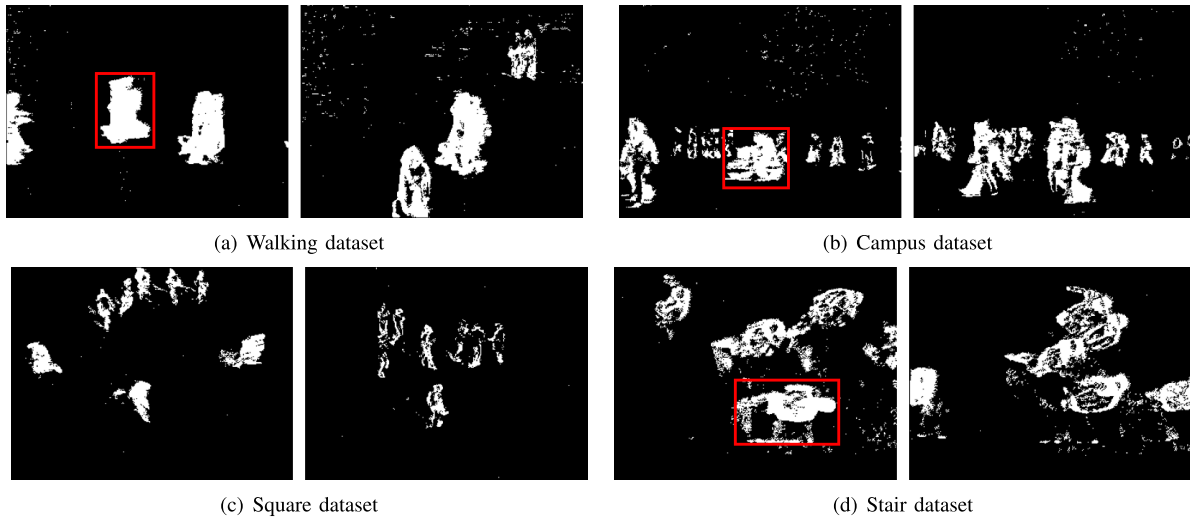 (a) Walking dataset
(b) Campus dataset
(c) Square dataset
(d) Stair dataset